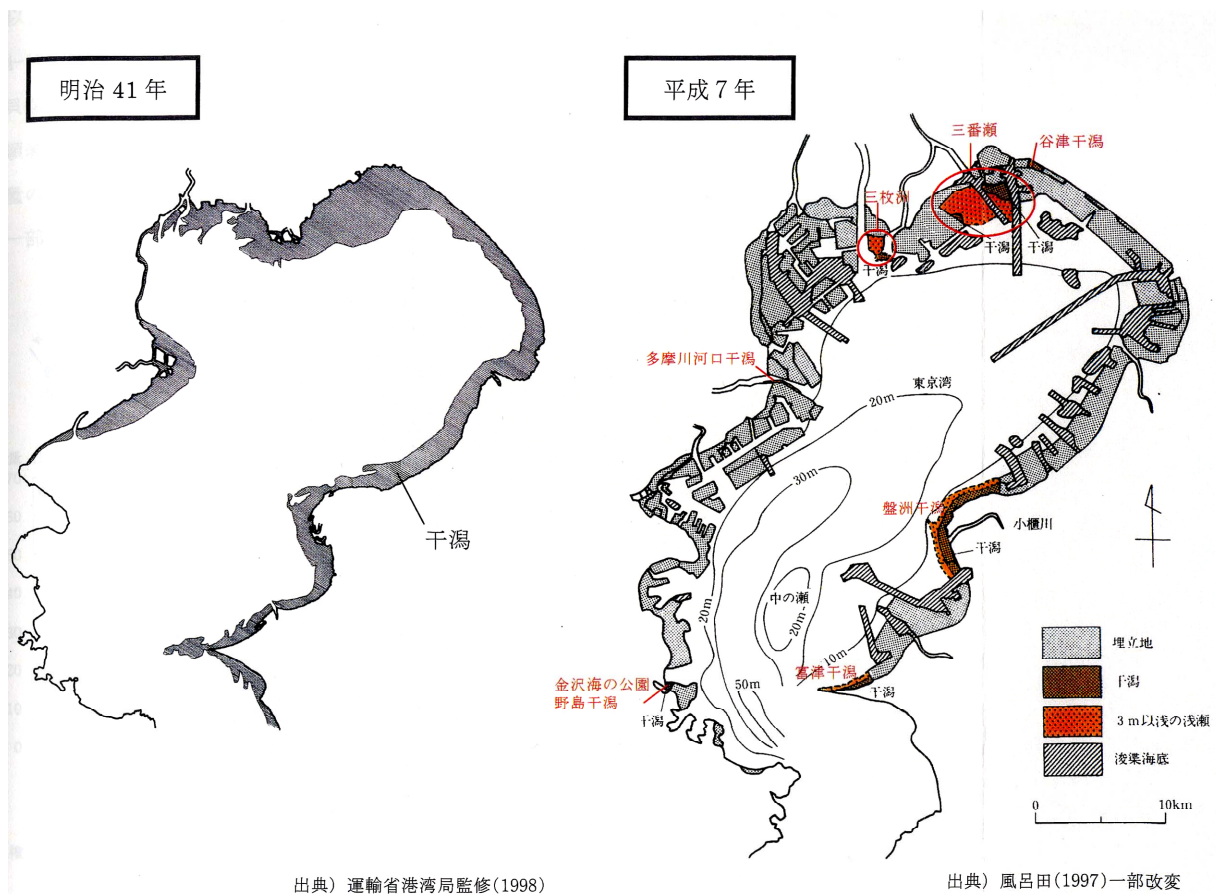 明治 41 年
干潟
出典）運輸省港湾局監修(1998)
平成 7 年
三番瀬
谷津干潟
三枚洲
干潟
干潟
干潟
多摩川河口干潟
東京湾
20m
30m
盤洲干潟
小櫃川
干潟
中の瀬
20m
20m
10m
富津干潟
干潟
50m
金沢海の公園
野島干潟
干潟
埋立地
干潟
3 m以浅の浅瀬
浚渫海底
0 10km
出典）風呂田(1997)一部改変